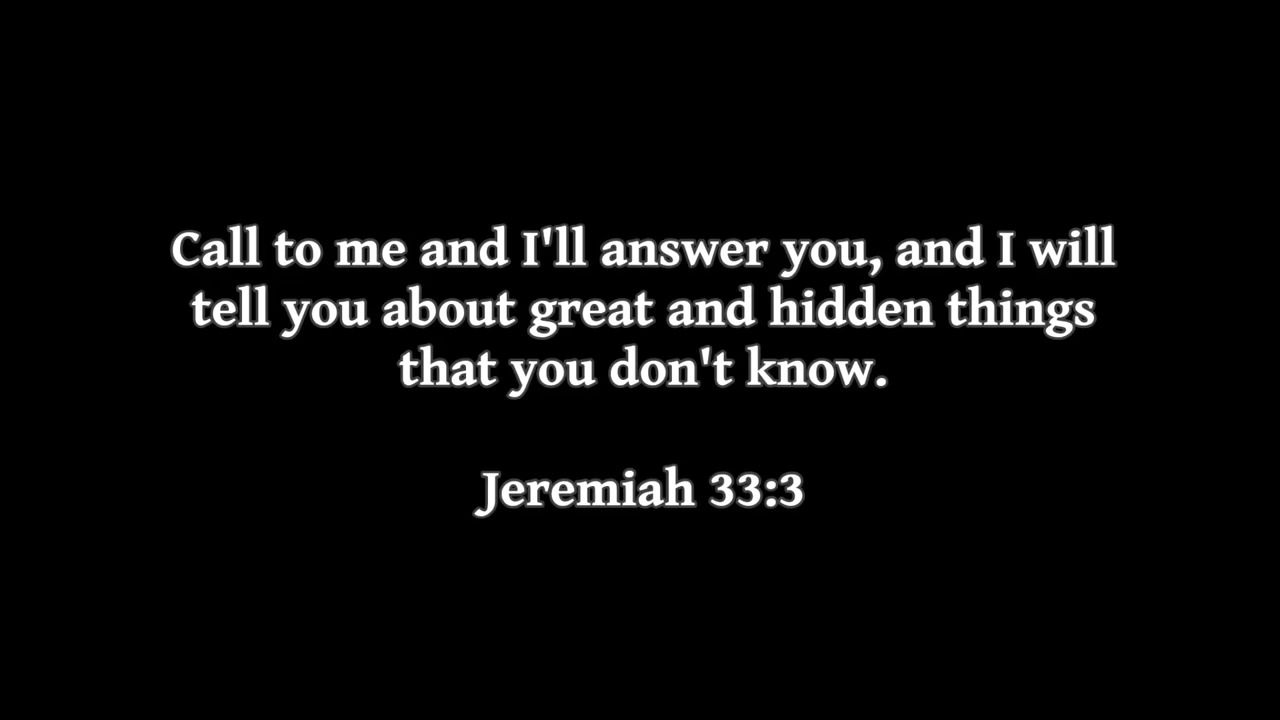 Call to me and I'll answer you, and I will
tell you about great and hidden things
that you don't know.
Jeremiah 33:3